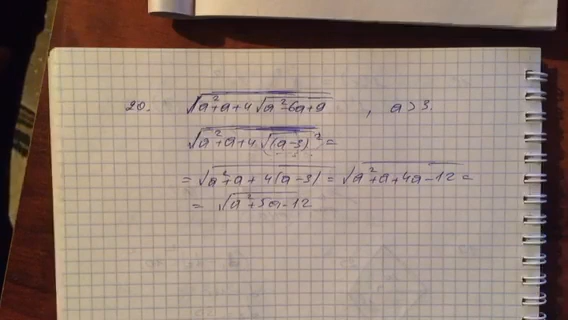 20. √(a²+a+4√(a²-6a+9)) , a>3.
√(a²+a+4√((a-3)²)) =
= √(a²+a+4(a-3)) = √(a²+a+4a-12) =
= √(a²+5a-12)